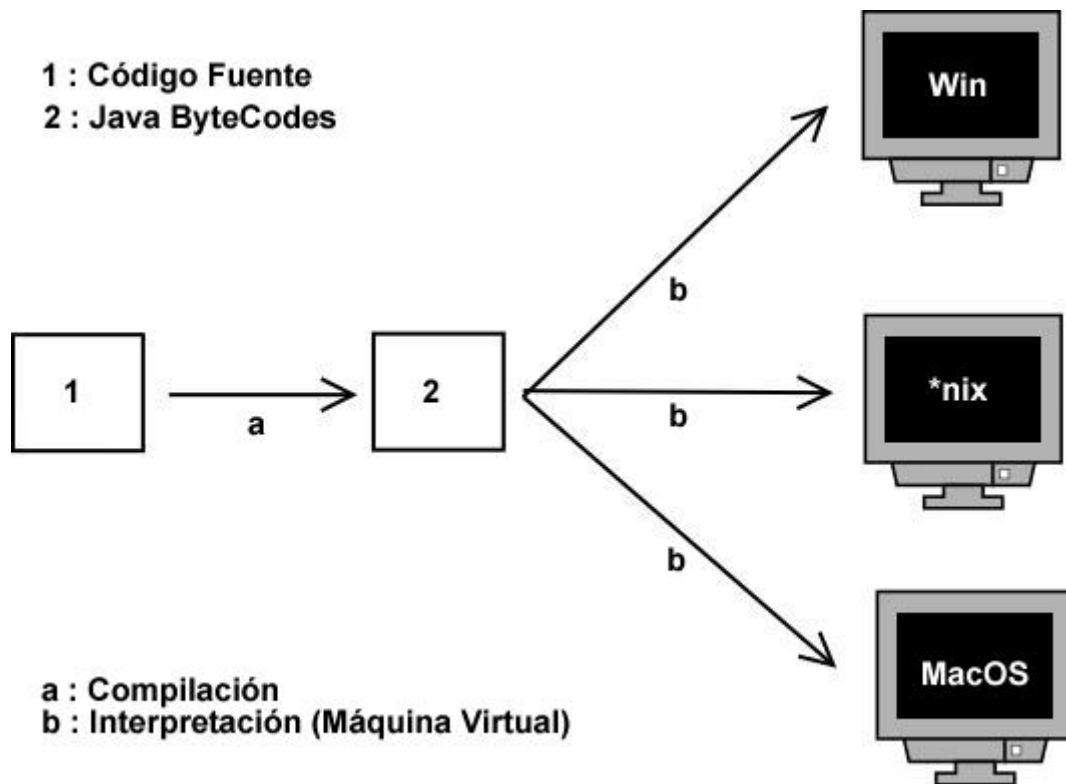 1 : Código Fuente
2 : Java ByteCodes
Win
b
1
a
2
b
*nix
b
MacOS
a : Compilación
b : Interpretación (Máquina Virtual)